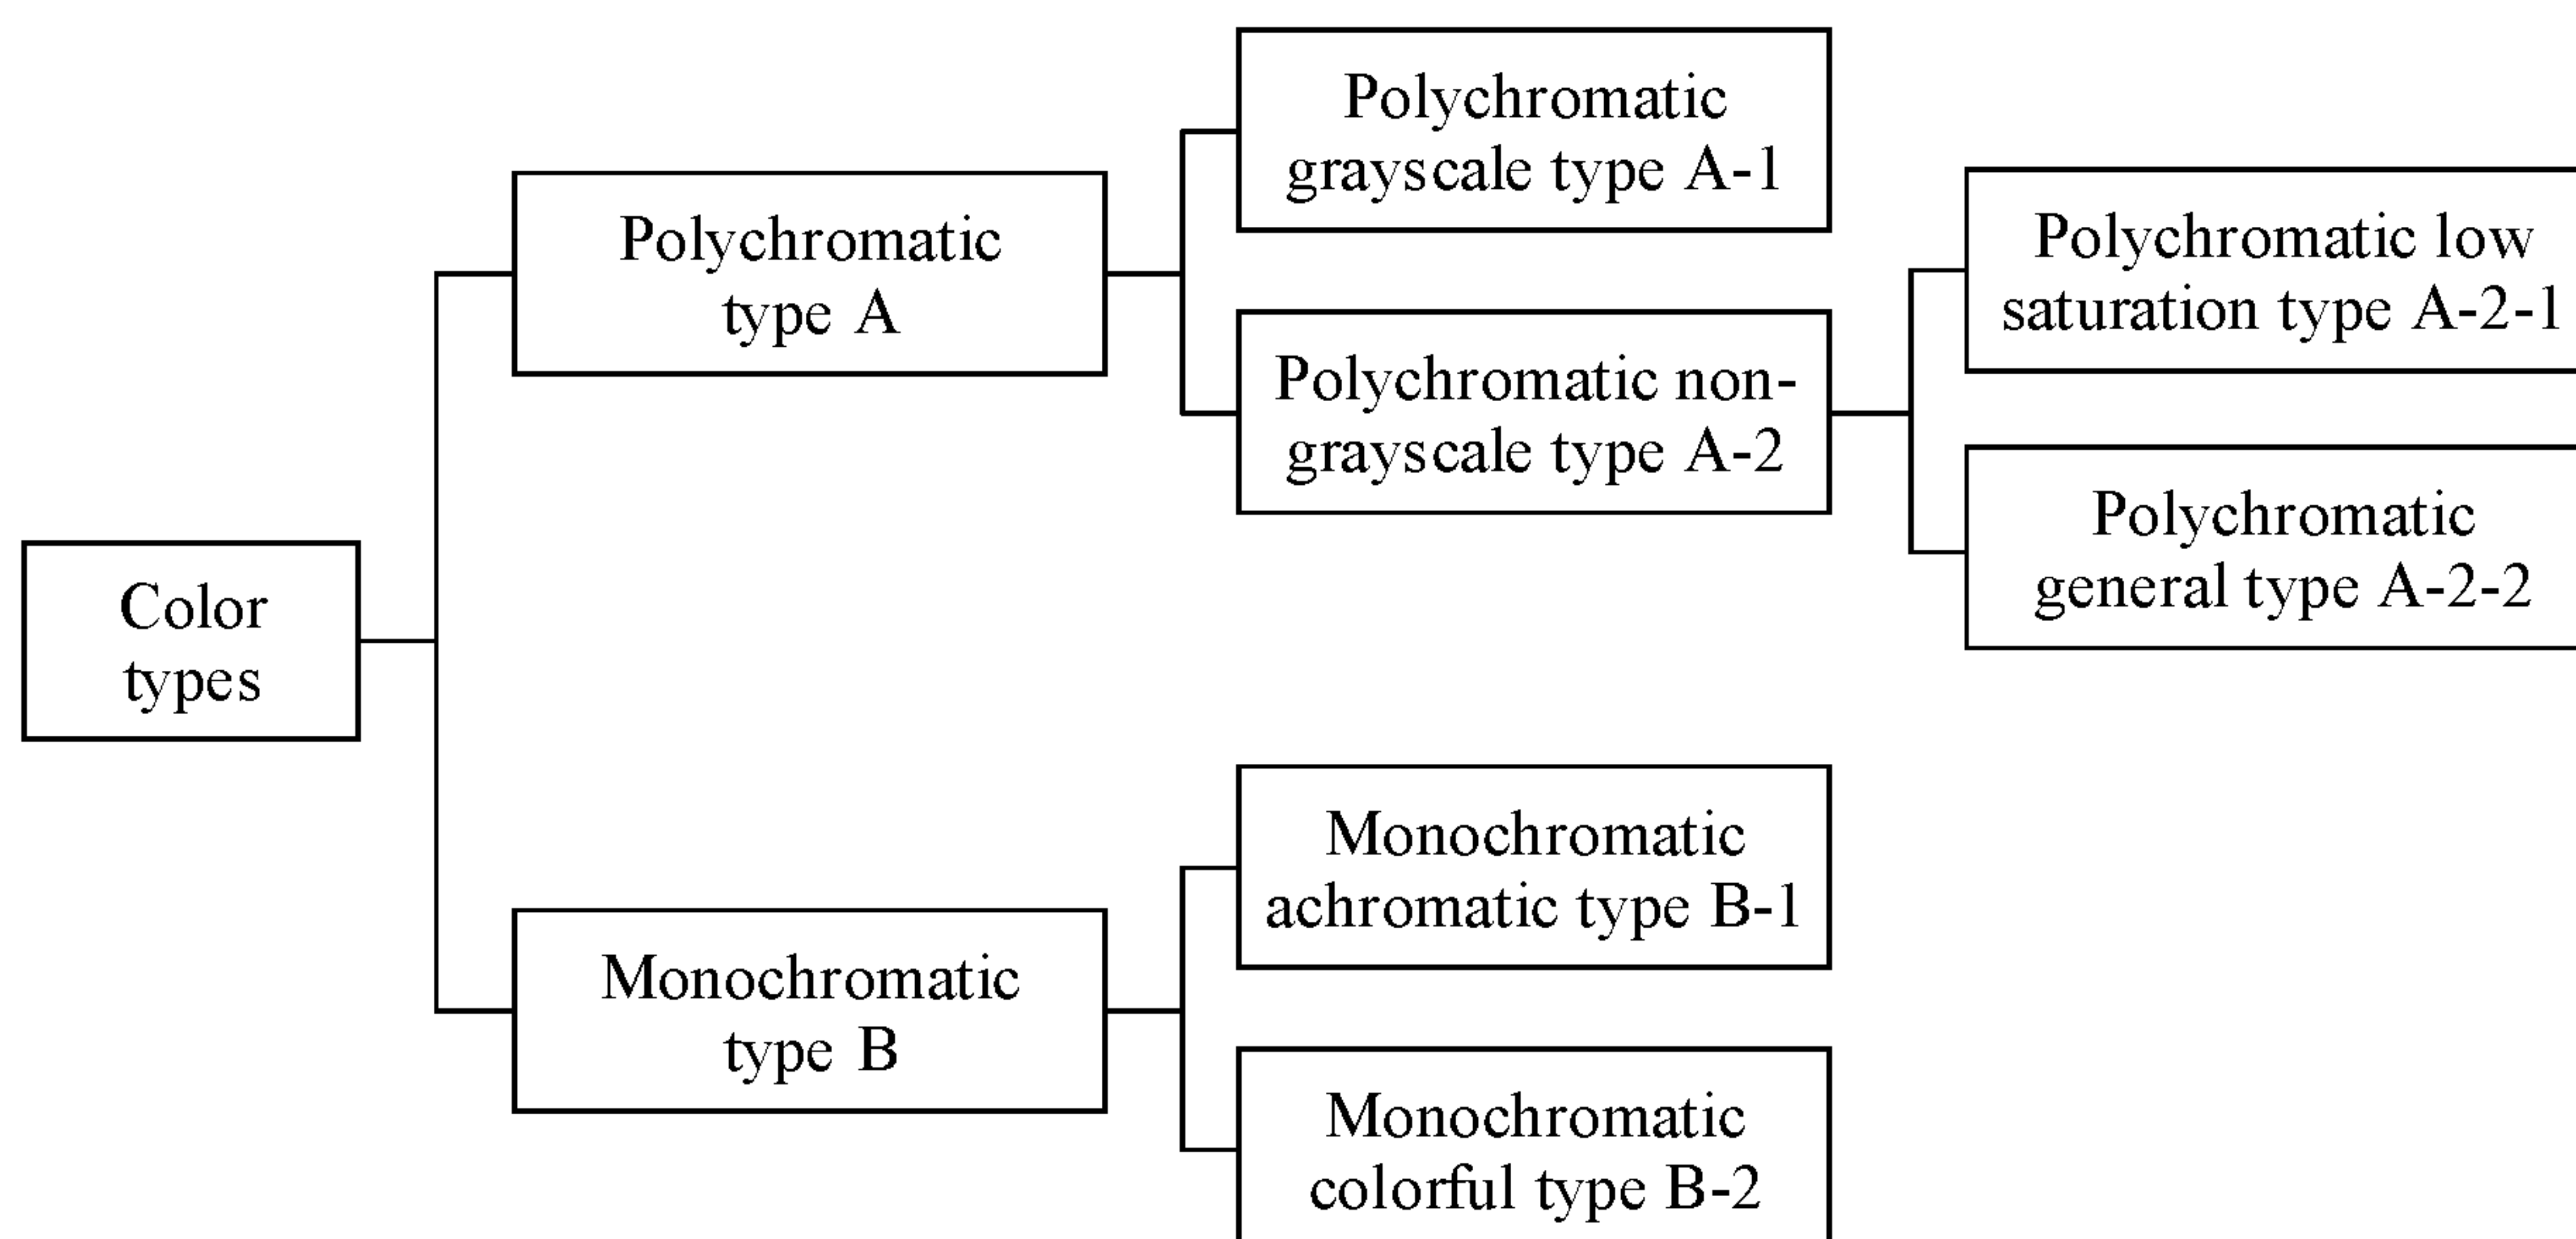 Color
types
Polychromatic
type A
Polychromatic
grayscale type A-1
Polychromatic non-
grayscale type A-2
Polychromatic low
saturation type A-2-1
Polychromatic
general type A-2-2
Monochromatic
type B
Monochromatic
achromatic type B-1
Monochromatic
colorful type B-2